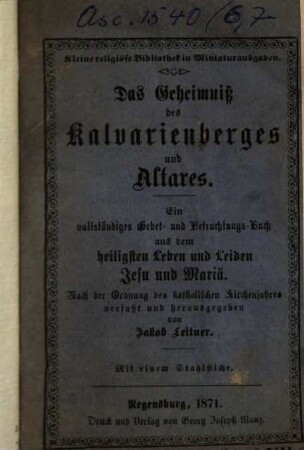 Asc. 1540 (6,7
Kleine religiöse Bibliothek in Miniaturausgaben.
Das Geheimniß
des
Kalvarienberges
und
Altares.
Ein
vollständiges Gebet- und Betrachtungs-Buch
aus dem
heiligsten Leben und Leiden
Jesu und Mariä.
Nach der Ordnung des katholischen Kirchenjahres
verfaßt und herausgegeben
von
Jakob Leitner.
Mit einem Stahlstiche.
Regensburg, 1871.
Druck und Verlag von Georg Joseph Manz.